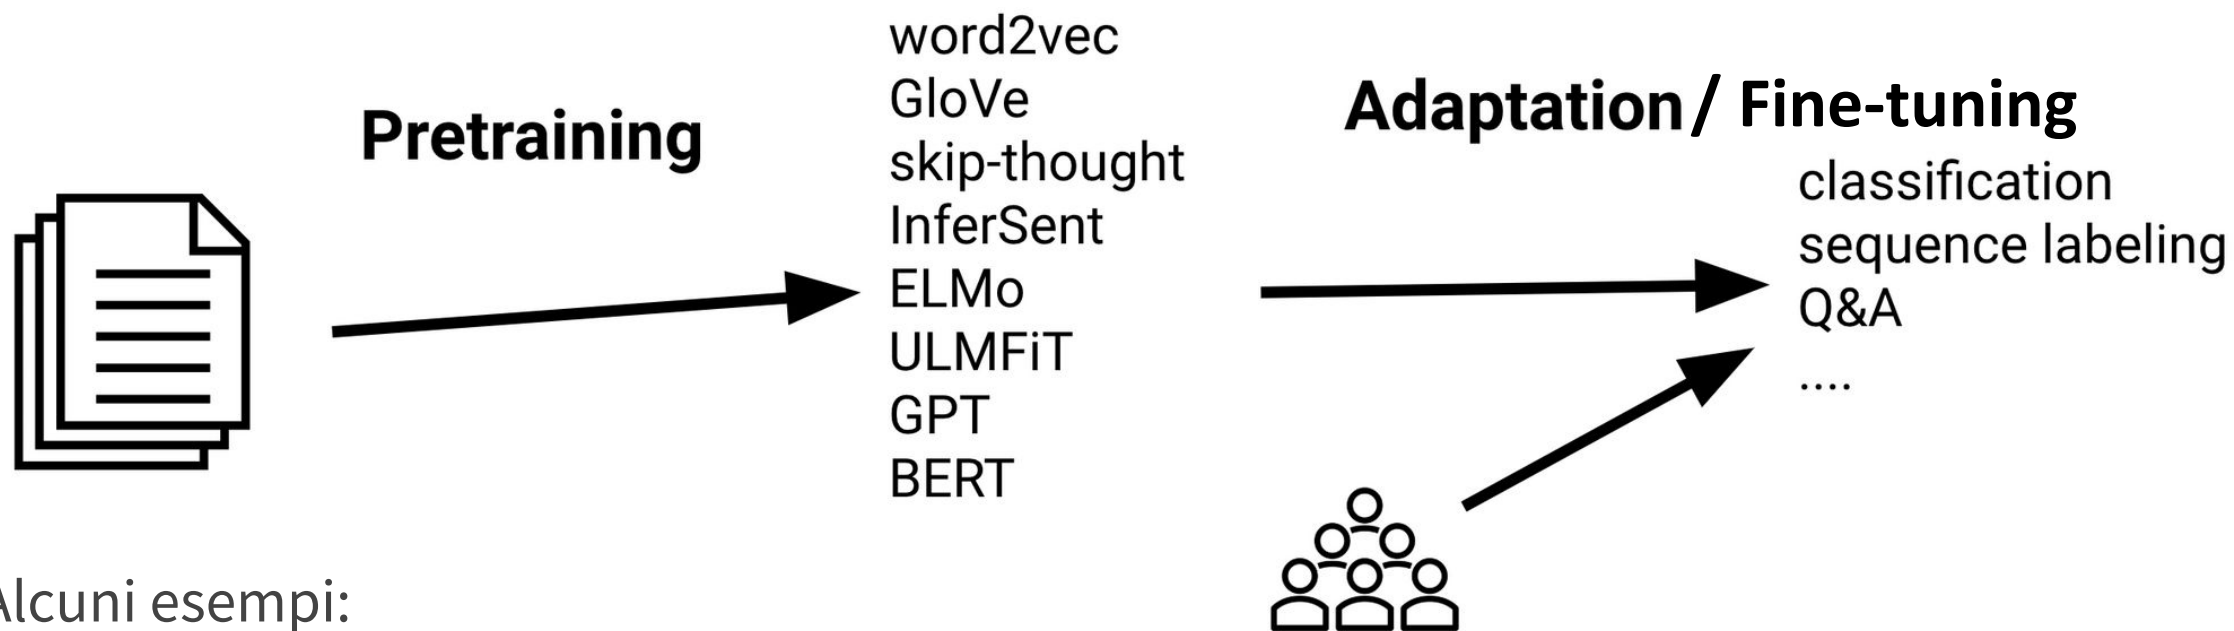 Pretraining
word2vec
GloVe
skip-thought
InferSent
ELMo
ULMFiT
GPT
BERT
Adaptation / Fine-tuning
classification
sequence labeling
Q&A
....
Alcuni esempi: